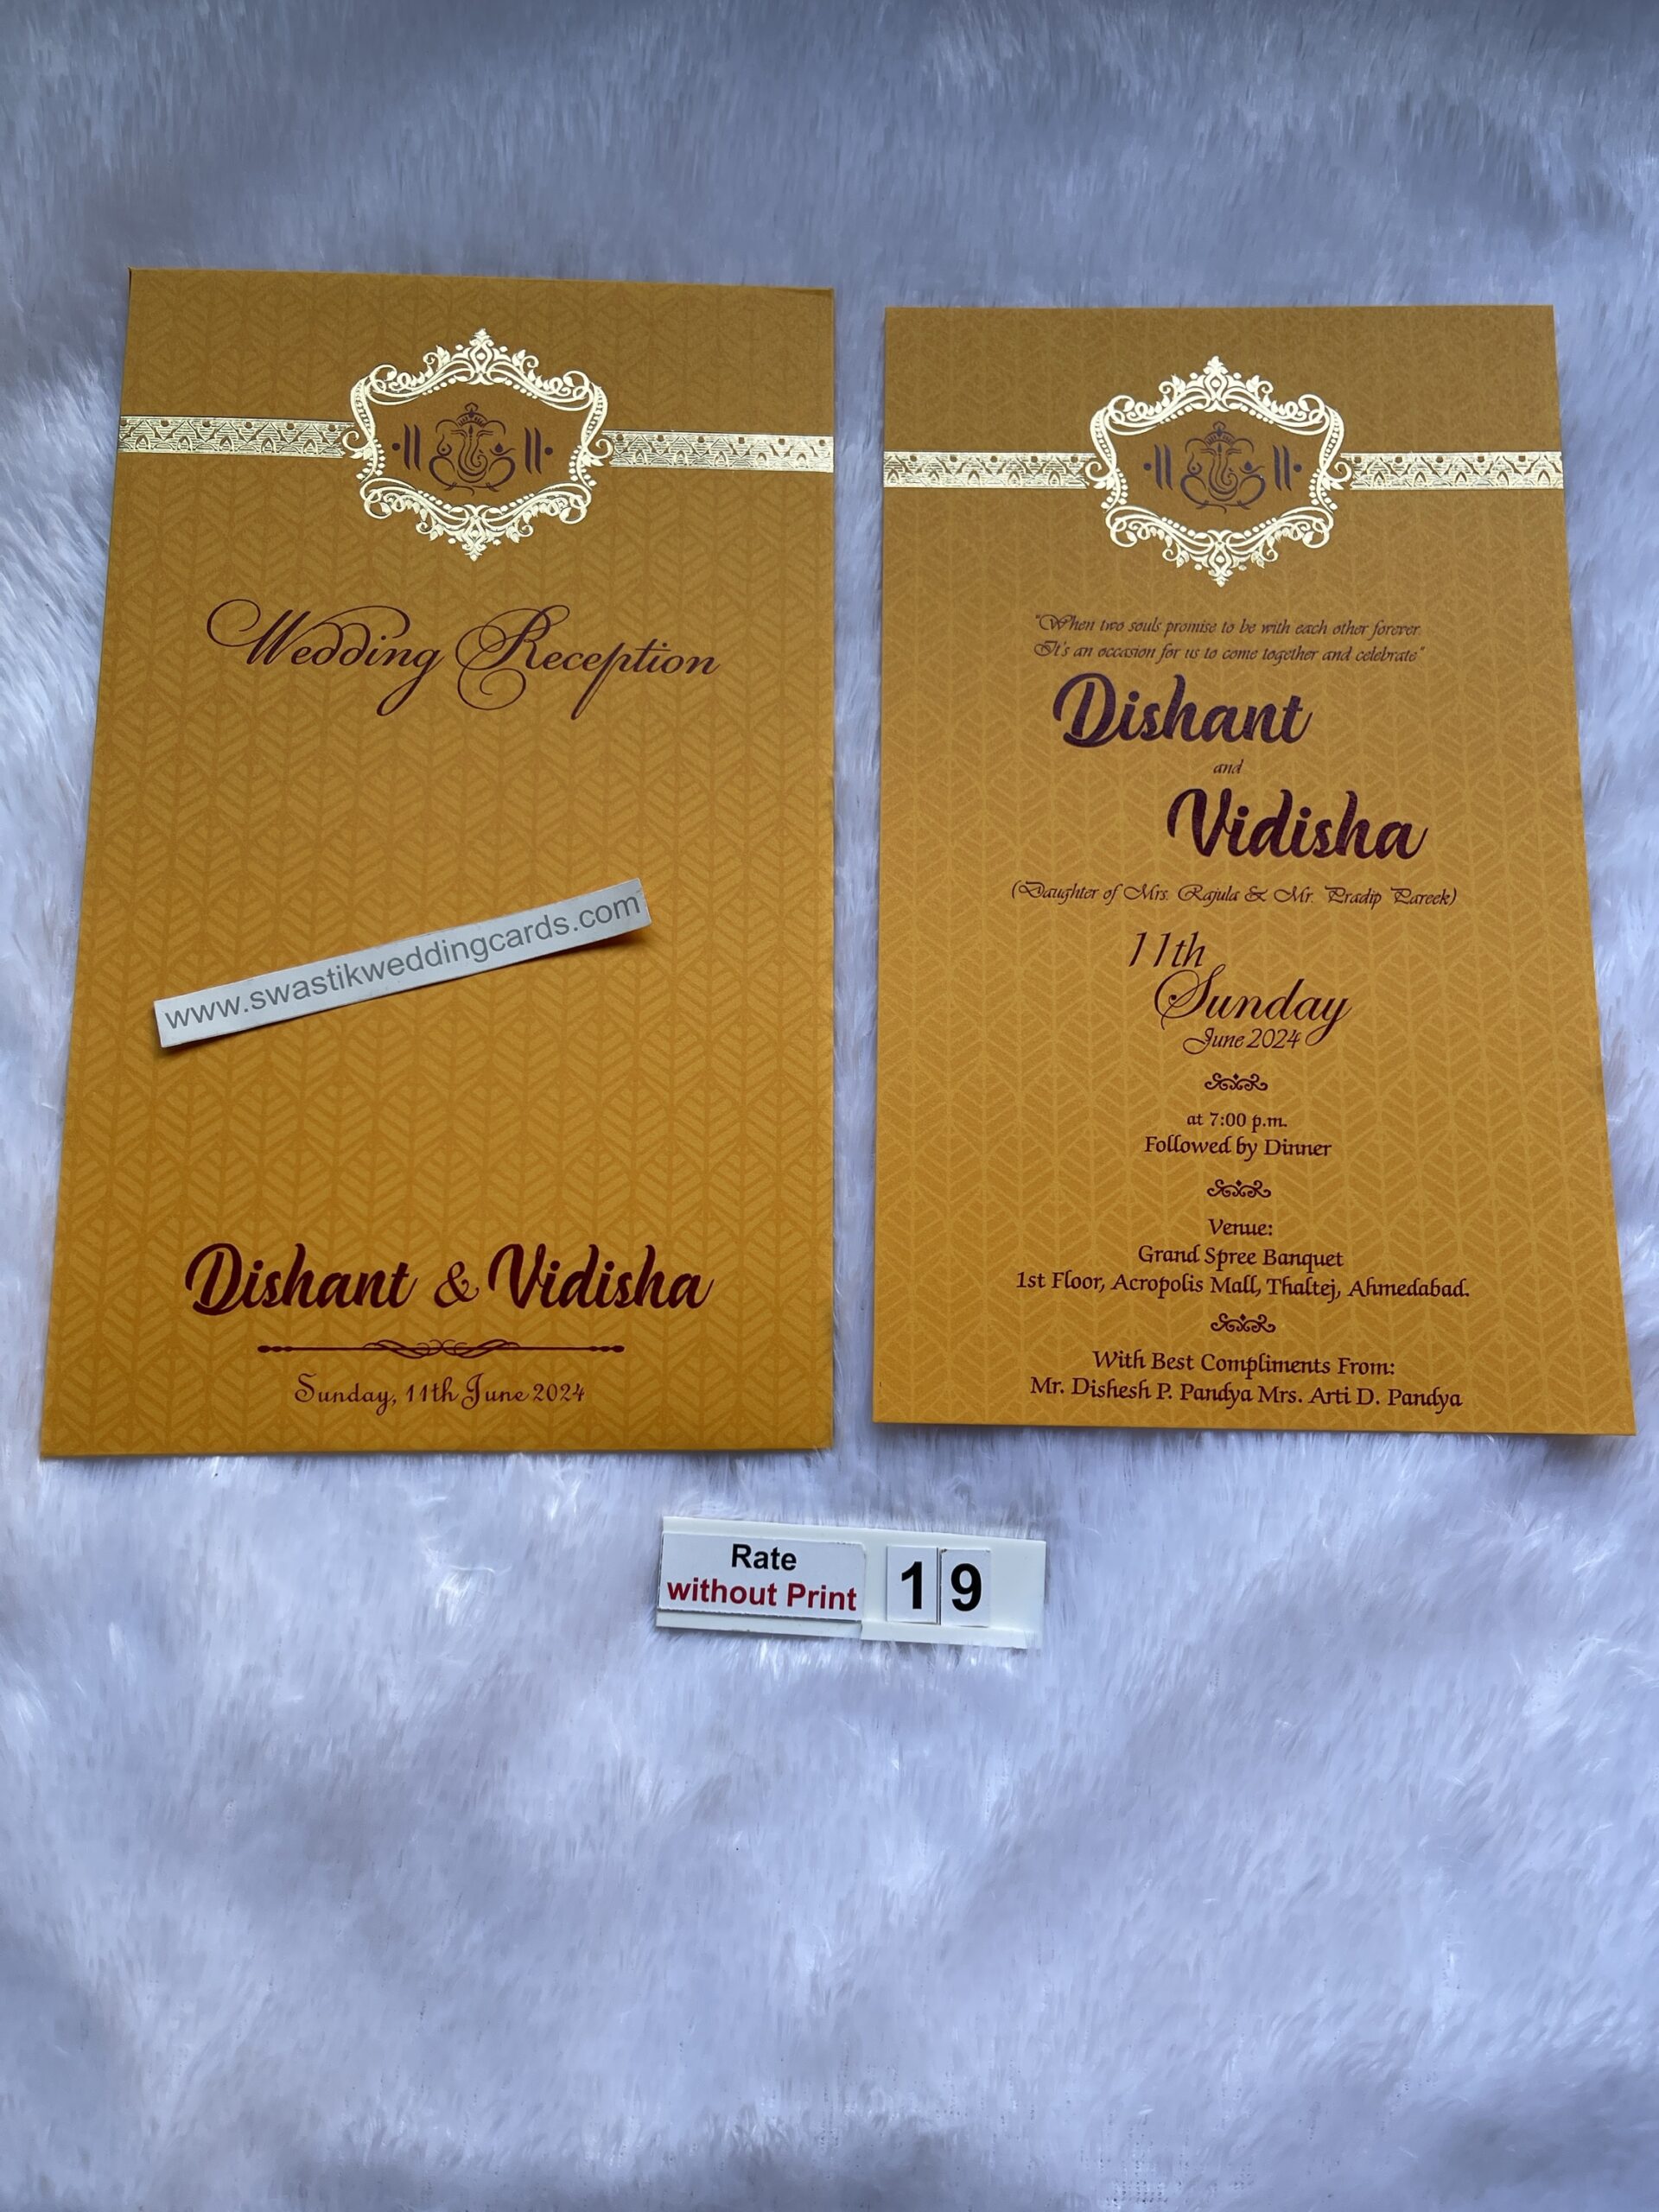 Wedding Reception
www.swastikweddingcards.com
Dishant & Vidisha
Sunday, 11th June 2024
"When two souls promise to be with each other forever
It's an occasion for us to come together and celebrate"
Dishant
and
Vidisha
(Daughter of Mrs. Rajula & Mr. Pradip Pareek)
11th
Sunday
June 2024
at 7:00 p.m.
Followed by Dinner
Venue:
Grand Spree Banquet
1st Floor, Acropolis Mall, Thaltej, Ahmedabad.
With Best Compliments From:
Mr. Dishesh P. Pandya Mrs. Arti D. Pandya
Rate
without Print
19